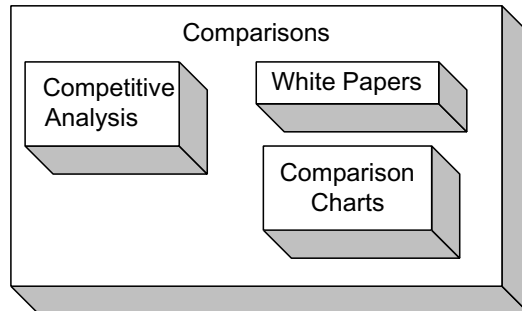 Comparisons
Competitive
Analysis
White Papers
Comparison
Charts